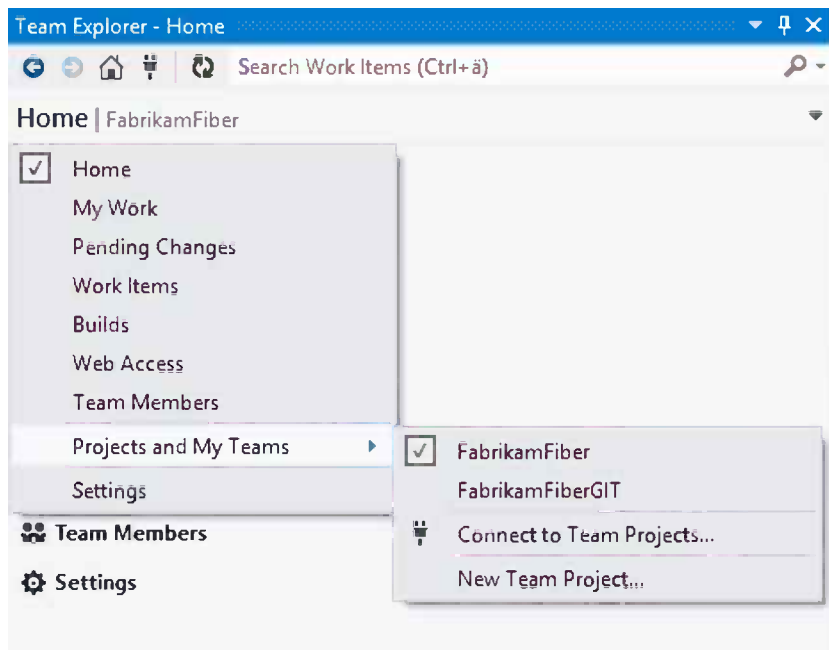 Team Explorer - Home
Search Work Items (Ctrl+ä)
Home | FabrikamFiber
Home
My Work
Pending Changes
Work Items
Builds
Web Access
Team Members
Projects and My Teams
Settings
FabrikamFiber
FabrikamFiberGIT
Connect to Team Projects...
New Team Project...
Team Members
Settings